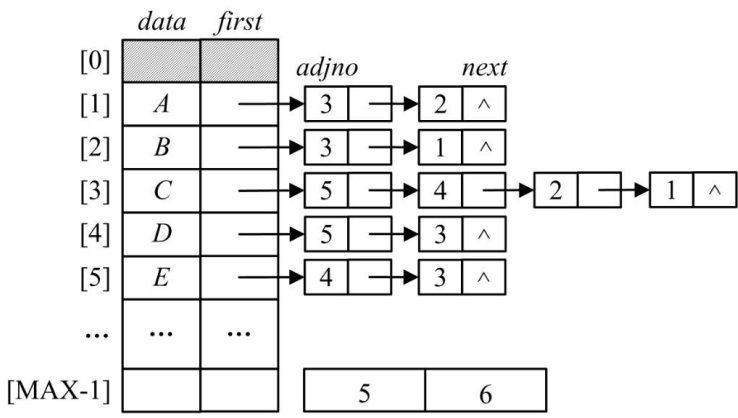 data first
[0] adjno next
[1] A 3 2 ^
[2] B 3 1 ^
[3] C 5 4 2 1 ^
[4] D 5 3 ^
[5] E 4 3 ^
... ... ...
[MAX-1] 5 6